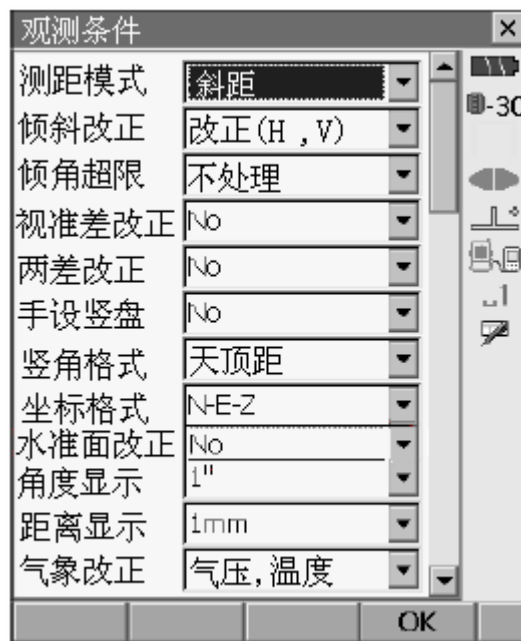 观测条件
测距模式 斜距
倾斜改正 改正(H ,V)
倾角超限 不处理
视准差改正 No
两差改正 No
手设竖盘 No
竖角格式 天顶距
坐标格式 N-E-Z
水准面改正 No
角度显示 1"
距离显示 1mm
气象改正 气压,温度
OK
-30
1